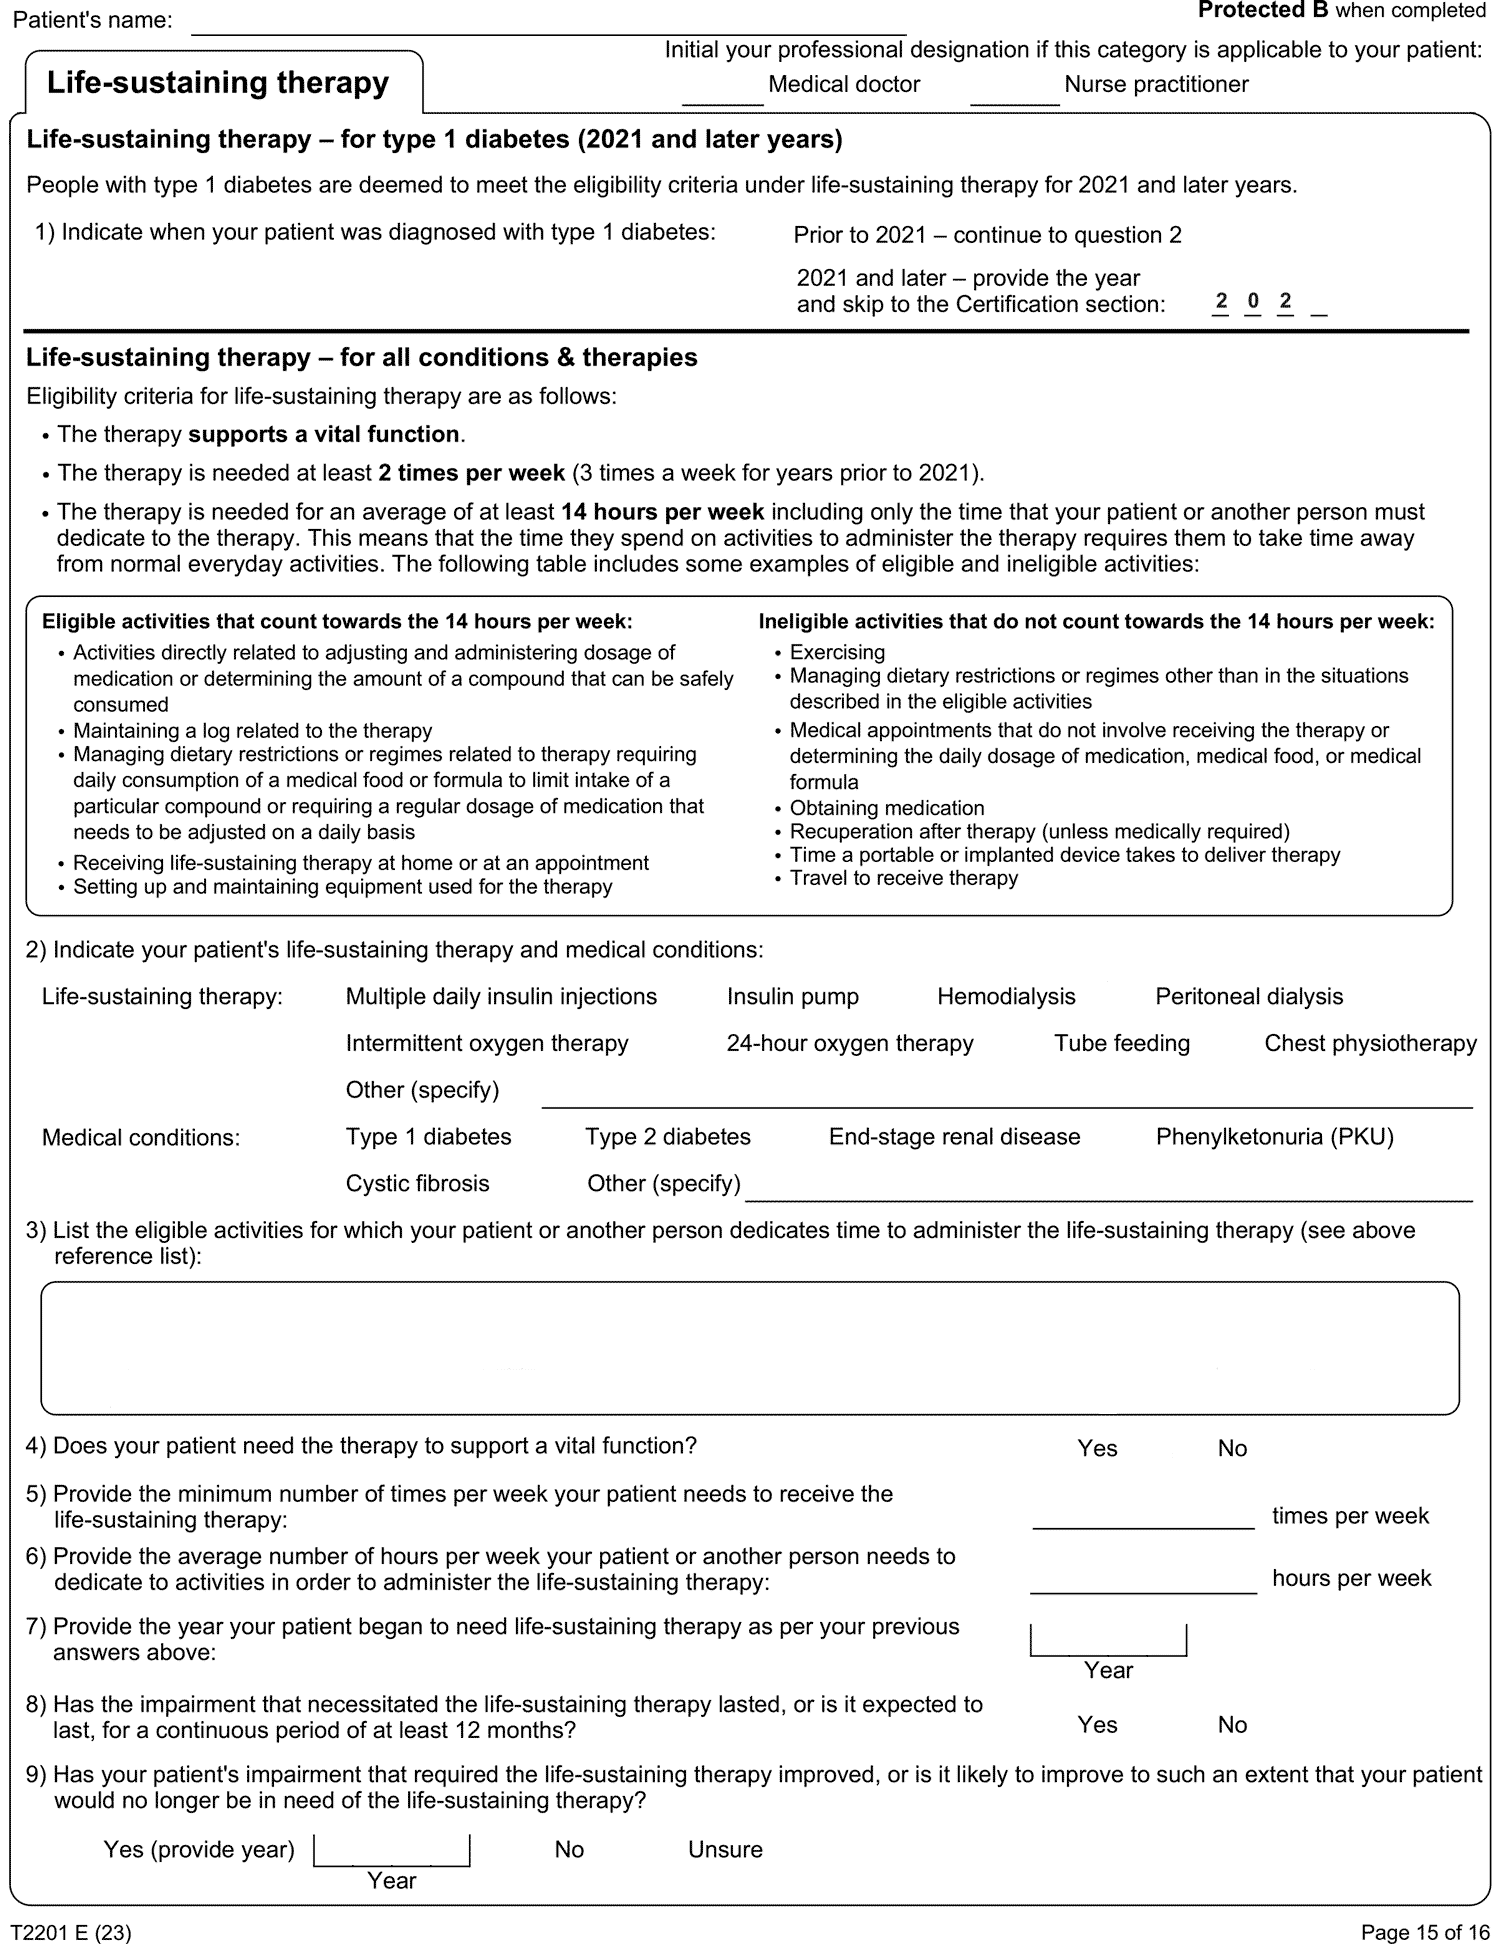 Protected B when completed
Patient's name:
Initial your professional designation if this category is applicable to your patient:
Medical doctor Nurse practitioner
Life-sustaining therapy
Life-sustaining therapy – for type 1 diabetes (2021 and later years)
People with type 1 diabetes are deemed to meet the eligibility criteria under life-sustaining therapy for 2021 and later years.
1) Indicate when your patient was diagnosed with type 1 diabetes:
Prior to 2021 – continue to question 2
2021 and later – provide the year
and skip to the Certification section: 2 0 2 _
Life-sustaining therapy – for all conditions & therapies
Eligibility criteria for life-sustaining therapy are as follows:
• The therapy supports a vital function.
• The therapy is needed at least 2 times per week (3 times a week for years prior to 2021).
• The therapy is needed for an average of at least 14 hours per week including only the time that your patient or another person must
dedicate to the therapy. This means that the time they spend on activities to administer the therapy requires them to take time away
from normal everyday activities. The following table includes some examples of eligible and ineligible activities:
Eligible activities that count towards the 14 hours per week:
• Activities directly related to adjusting and administering dosage of
medication or determining the amount of a compound that can be safely
consumed
• Maintaining a log related to the therapy
• Managing dietary restrictions or regimes related to therapy requiring
daily consumption of a medical food or formula to limit intake of a
particular compound or requiring a regular dosage of medication that
needs to be adjusted on a daily basis
• Receiving life-sustaining therapy at home or at an appointment
• Setting up and maintaining equipment used for the therapy
Ineligible activities that do not count towards the 14 hours per week:
• Exercising
• Managing dietary restrictions or regimes other than in the situations
described in the eligible activities
• Medical appointments that do not involve receiving the therapy or
determining the daily dosage of medication, medical food, or medical
formula
• Obtaining medication
• Recuperation after therapy (unless medically required)
• Time a portable or implanted device takes to deliver therapy
• Travel to receive therapy
2) Indicate your patient's life-sustaining therapy and medical conditions:
Life-sustaining therapy: Multiple daily insulin injections Insulin pump Hemodialysis Peritoneal dialysis
Intermittent oxygen therapy 24-hour oxygen therapy Tube feeding Chest physiotherapy
Other (specify)
Medical conditions: Type 1 diabetes Type 2 diabetes End-stage renal disease Phenylketonuria (PKU)
Cystic fibrosis Other (specify)
3) List the eligible activities for which your patient or another person dedicates time to administer the life-sustaining therapy (see above
reference list):
4) Does your patient need the therapy to support a vital function? Yes No
5) Provide the minimum number of times per week your patient needs to receive the
life-sustaining therapy: times per week
6) Provide the average number of hours per week your patient or another person needs to
dedicate to activities in order to administer the life-sustaining therapy: hours per week
7) Provide the year your patient began to need life-sustaining therapy as per your previous
answers above:
Year
8) Has the impairment that necessitated the life-sustaining therapy lasted, or is it expected to
last, for a continuous period of at least 12 months? Yes No
9) Has your patient's impairment that required the life-sustaining therapy improved, or is it likely to improve to such an extent that your patient
would no longer be in need of the life-sustaining therapy?
Yes (provide year) No Unsure
Year
T2201 E (23) Page 15 of 16